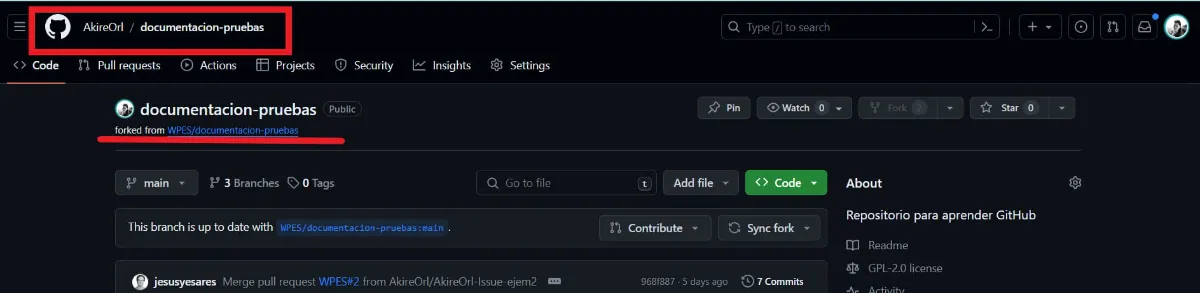 AkireOrl / documentacion-pruebas
Type / to search
Code Pull requests Actions Projects Security Insights Settings
documentacion-pruebas Public
Pin Watch 0 Fork 2 Star 0
forked from WPES/documentacion-pruebas
main 3 Branches 0 Tags Go to file t Add file Code
About
This branch is up to date with WPES/documentacion-pruebas:main .
Contribute Sync fork
Repositorio para aprender GitHub
Readme
GPL-2.0 license
jesusyesares Merge pull request WPES#2 from AkireOrl/AkireOrl-Issue-ejem2 968f887 · 5 days ago 7 Commits
Activity